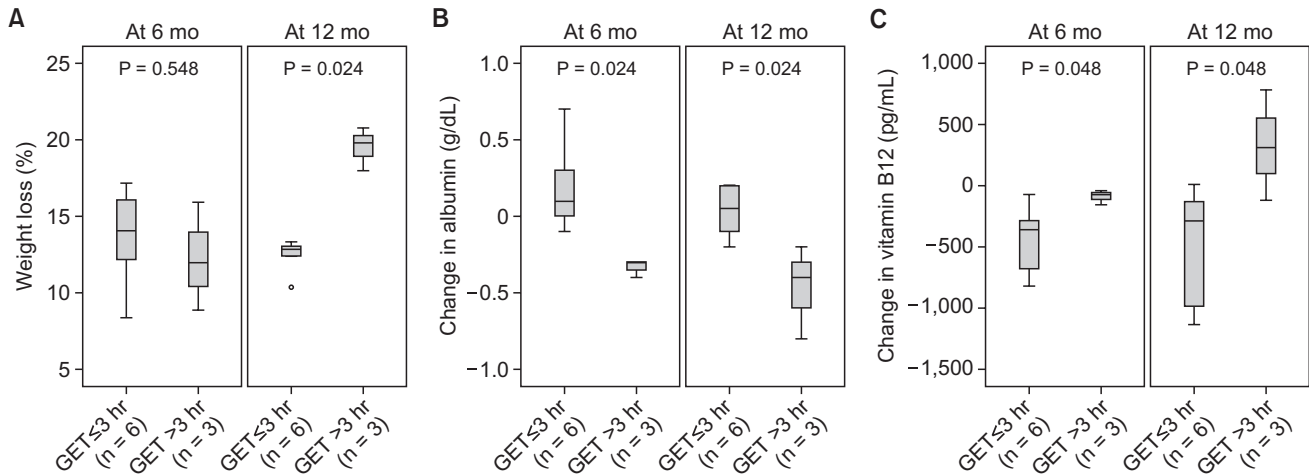 A
At 6 mo
At 12 mo
P = 0.548
P = 0.024
Weight loss (%)
25
20
15
10
5
GET≤3 hr
(n = 6)
GET >3 hr
(n = 3)
GET≤3 hr
(n = 6)
GET >3 hr
(n = 3)
B
At 6 mo
At 12 mo
P = 0.024
P = 0.024
Change in albumin (g/dL)
1.0
0.5
0
−0.5
−1.0
GET≤3 hr
(n = 6)
GET >3 hr
(n = 3)
GET≤3 hr
(n = 6)
GET >3 hr
(n = 3)
C
At 6 mo
At 12 mo
P = 0.048
P = 0.048
Change in vitamin B12 (pg/mL)
1,000
500
0
−500
−1,000
−1,500
GET≤3 hr
(n = 6)
GET >3 hr
(n = 3)
GET≤3 hr
(n = 6)
GET >3 hr
(n = 3)